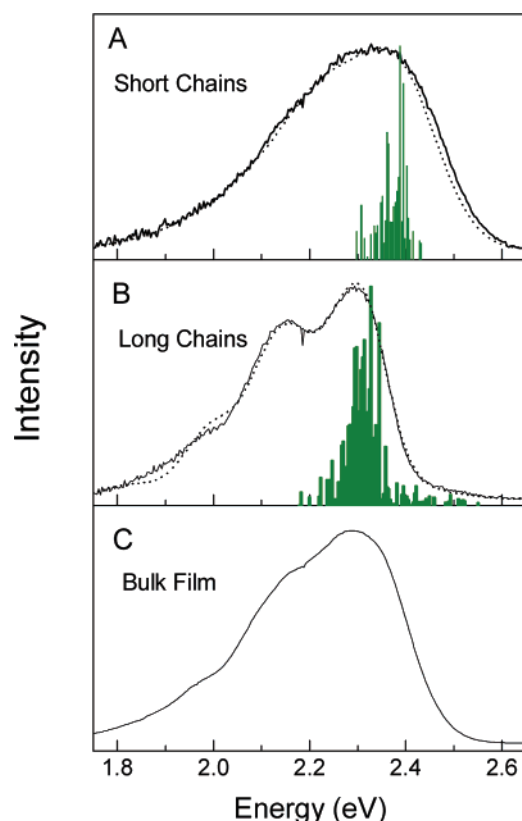 A
Short Chains
B
Long Chains
Intensity
C
Bulk Film
1.8 2.0 2.2 2.4 2.6
Energy (eV)